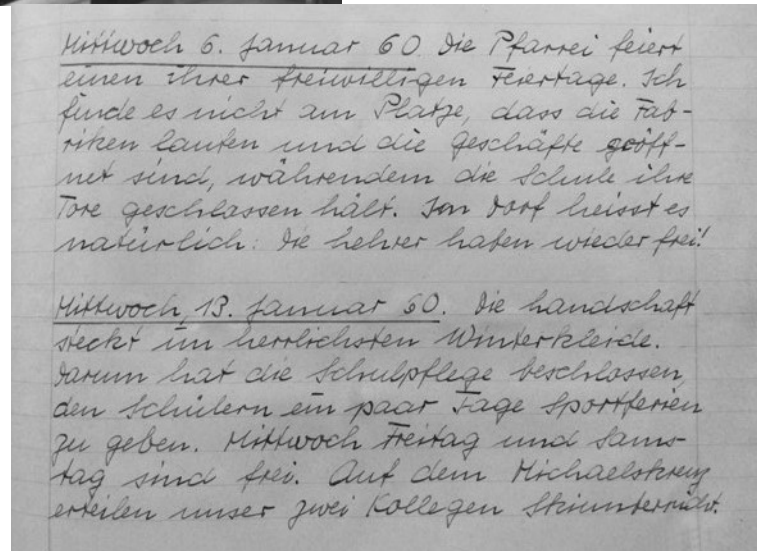 Mittwoch 6. Januar 60. Die Pfarrei feiert
einen ihrer freiwilligen Feiertage. Ich
finde es nicht am Platze, dass die Fab-
riken laufen und die Geschäfte geöff-
net sind, währenddem die Schule ihre
Tore geschlossen hält. Im Dorf heisst es
natürlich: Die Lehrer haben wieder frei!
Mittwoch, 13. Januar 60. Die Landschaft
steckt im herrlichsten Winterkleide.
Darum hat die Schulpflege beschlossen,
den Schülern ein paar Tage Sportferien
zu geben. Mittwoch Freitag und Sams-
tag sind frei. Auf dem Michaelskreuz
erteilen unser zwei Kollegen Skiunterricht.